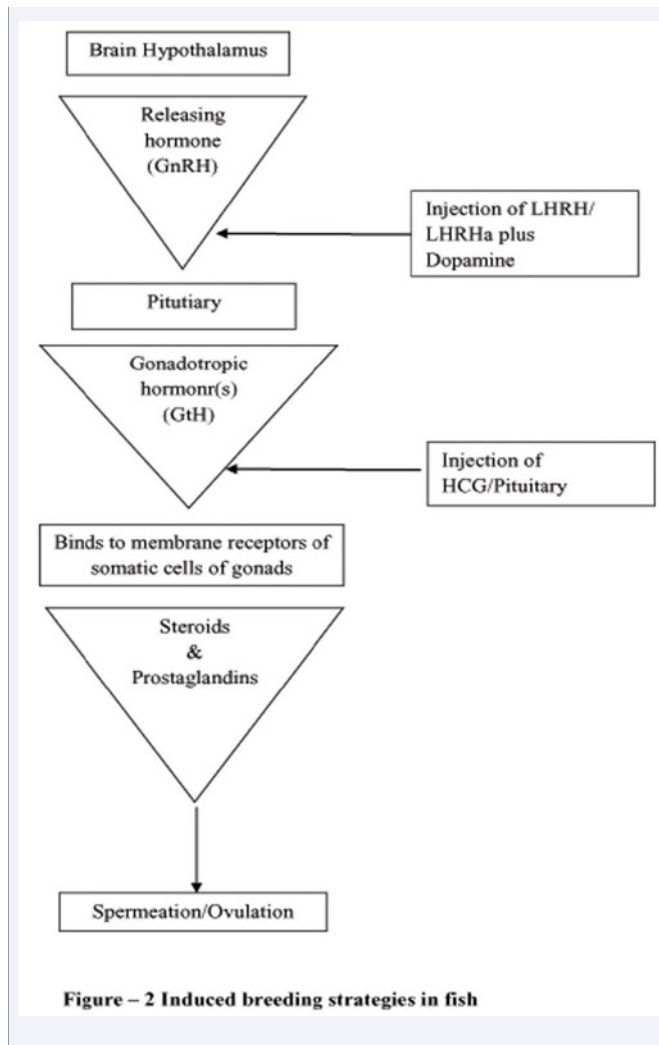 Brain Hypothalamus
Releasing
hormone
(GnRH)
Injection of LHRH/
LHRHa plus
Dopamine
Pitutiary
Gonadotropic
hormonr(s)
(GtH)
Injection of
HCG/Pituitary
Binds to membrane receptors of
somatic cells of gonads
Steroids
&
Prostaglandins
Spermeation/Ovulation
Figure – 2 Induced breeding strategies in fish